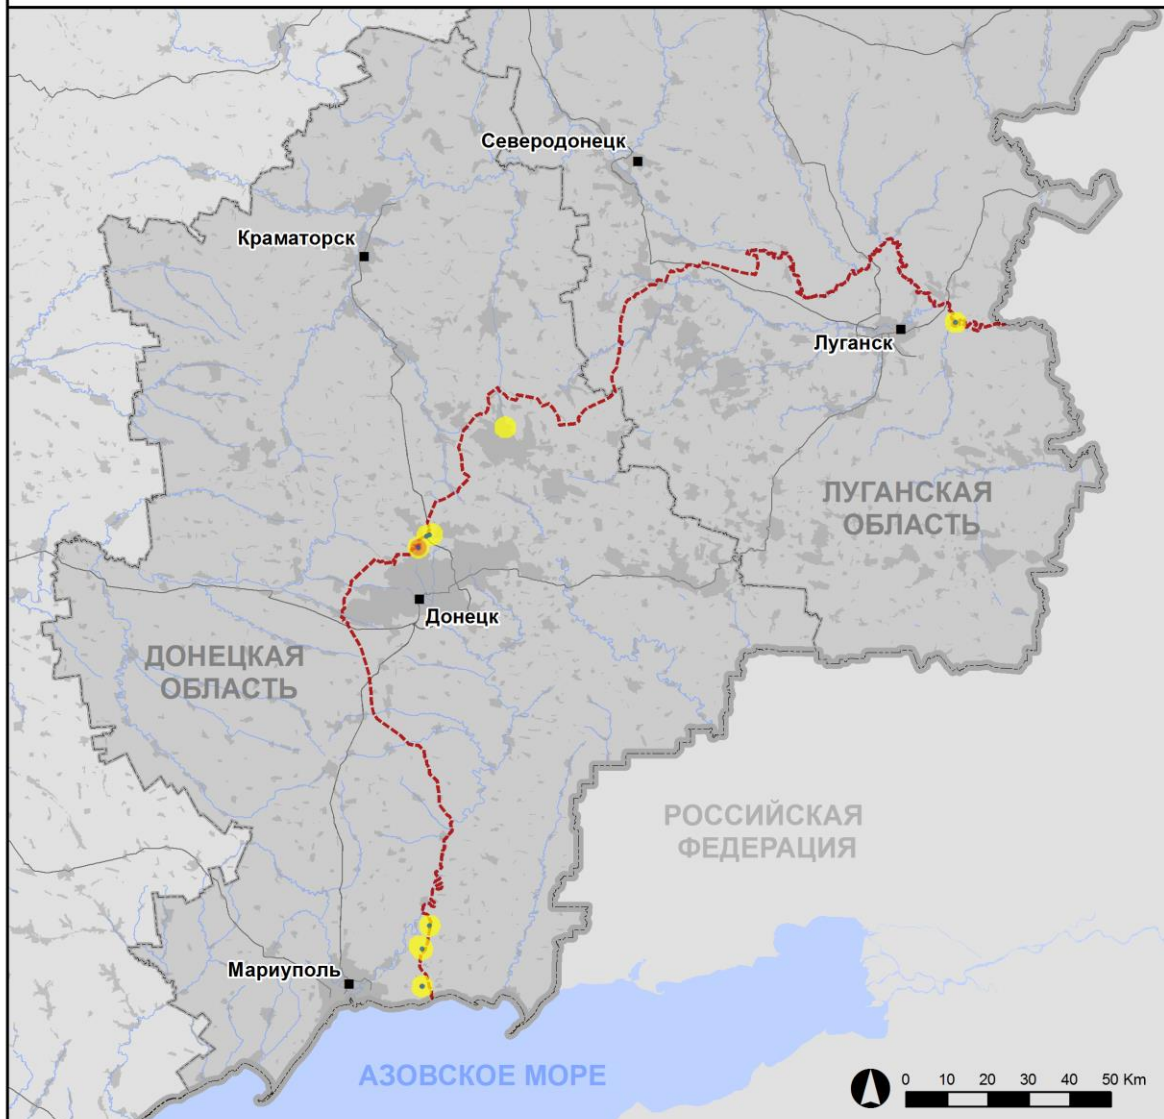 Северодонецк
Краматорск
Луганск
ЛУГАНСКАЯ
ОБЛАСТЬ
Донецк
ДОНЕЦКАЯ
ОБЛАСТЬ
РОССИЙСКАЯ
ФЕДЕРАЦИЯ
Мариуполь
АЗОВСКОЕ МОРЕ
0 10 20 30 40 50 Km